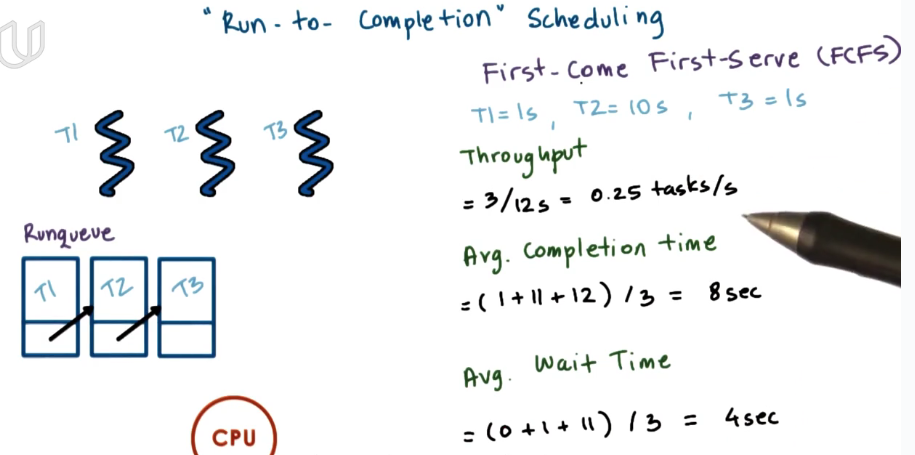 "Run-to-Completion" Scheduling
First-Come First-Serve (FCFS)
T1=1s, T2=10s, T3=1s
T1 T2 T3
Throughput
= 3/12s = 0.25 tasks/s
Runqueue
T1 T2 T3
Avg. Completion time
=(1+11+12)/3 = 8sec
Avg. Wait Time
=(0+1+11)/3 = 4sec
CPU